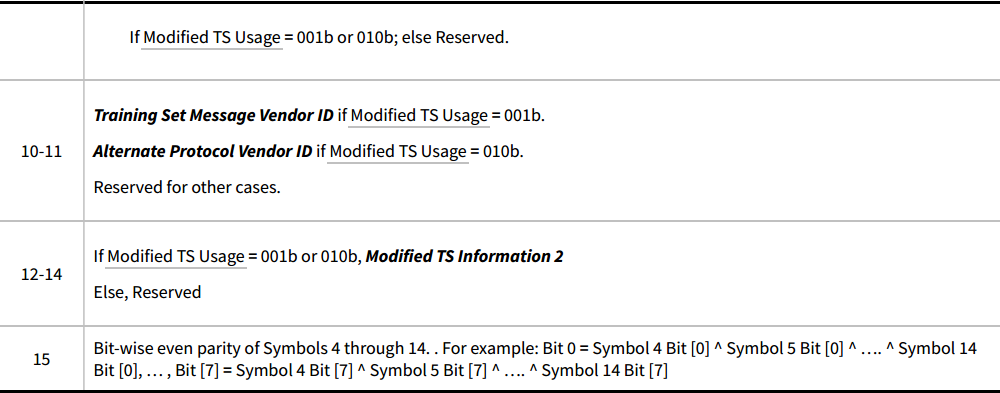 If Modified TS Usage = 001b or 010b; else Reserved.
10-11
Training Set Message Vendor ID if Modified TS Usage = 001b.
Alternate Protocol Vendor ID if Modified TS Usage = 010b.
Reserved for other cases.
12-14
If Modified TS Usage = 001b or 010b, Modified TS Information 2
Else, Reserved
15
Bit-wise even parity of Symbols 4 through 14. . For example: Bit 0 = Symbol 4 Bit [0] ^ Symbol 5 Bit [0] ^ …. ^ Symbol 14
Bit [0], … , Bit [7] = Symbol 4 Bit [7] ^ Symbol 5 Bit [7] ^ …. ^ Symbol 14 Bit [7]